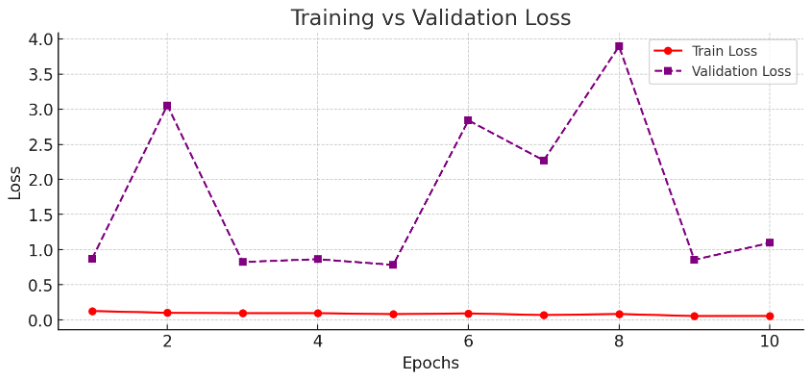 Training vs Validation Loss
4.0
3.5
3.0
2.5
2.0
1.5
1.0
0.5
0.0
Loss
Train Loss
Validation Loss
2 4 6 8 10
Epochs